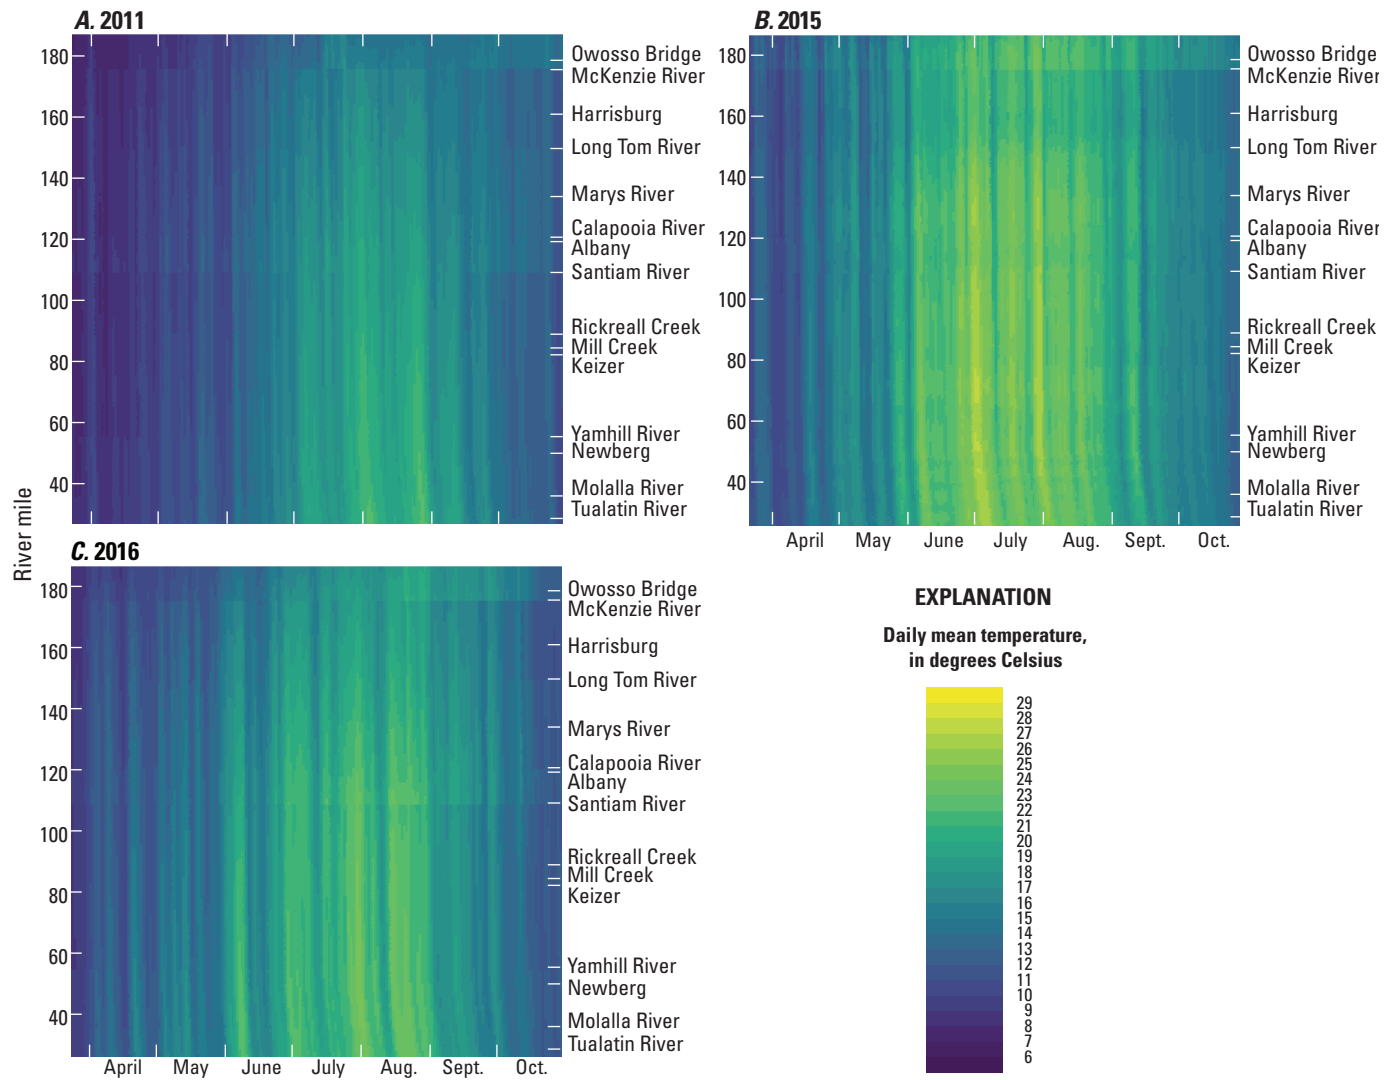 A. 2011
180
160
140
120
100
80
60
40
Owosso Bridge
McKenzie River
Harrisburg
Long Tom River
Marys River
Calapooia River
Albany
Santiam River
Rickreall Creek
Mill Creek
Keizer
Yamhill River
Newberg
Molalla River
Tualatin River
B. 2015
180
160
140
120
100
80
60
40
Owosso Bridge
McKenzie River
Harrisburg
Long Tom River
Marys River
Calapooia River
Albany
Santiam River
Rickreall Creek
Mill Creek
Keizer
Yamhill River
Newberg
Molalla River
Tualatin River
April May June July Aug. Sept. Oct.
River mile
C. 2016
180
160
140
120
100
80
60
40
Owosso Bridge
McKenzie River
Harrisburg
Long Tom River
Marys River
Calapooia River
Albany
Santiam River
Rickreall Creek
Mill Creek
Keizer
Yamhill River
Newberg
Molalla River
Tualatin River
April May June July Aug. Sept. Oct.
EXPLANATION
Daily mean temperature,
in degrees Celsius
29
28
27
26
25
24
23
22
21
20
19
18
17
16
15
14
13
12
11
10
9
8
7
6